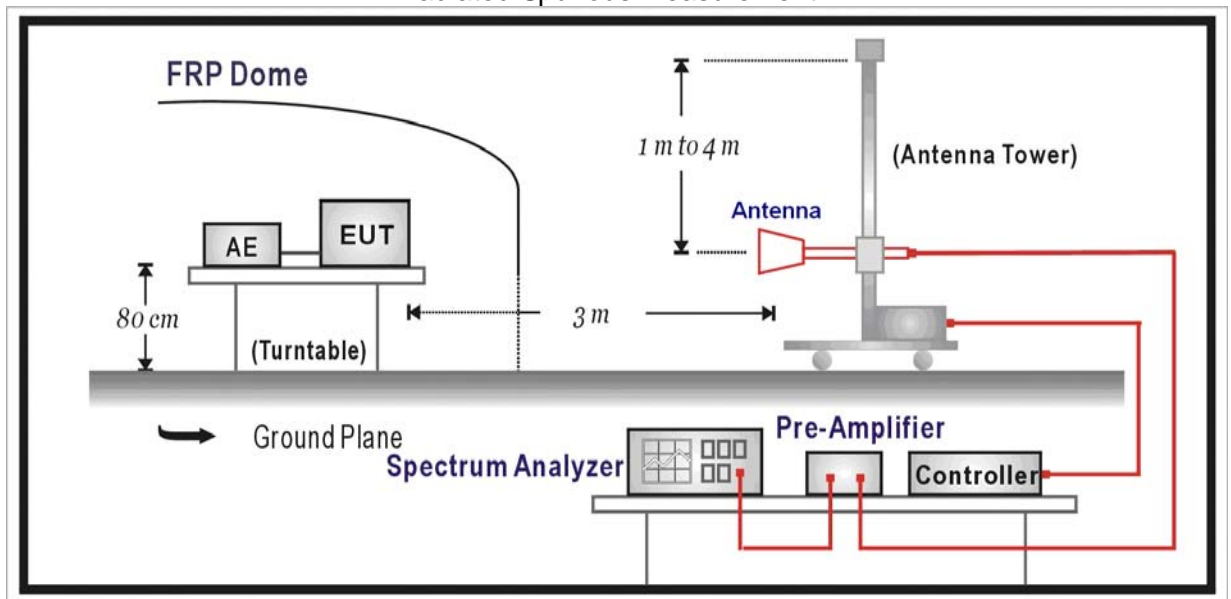 FRP Dome
1 m to 4 m
(Antenna Tower)
Antenna
AE
EUT
80 cm
3 m
(Turntable)
Ground Plane
Pre-Amplifier
Spectrum Analyzer
Controller